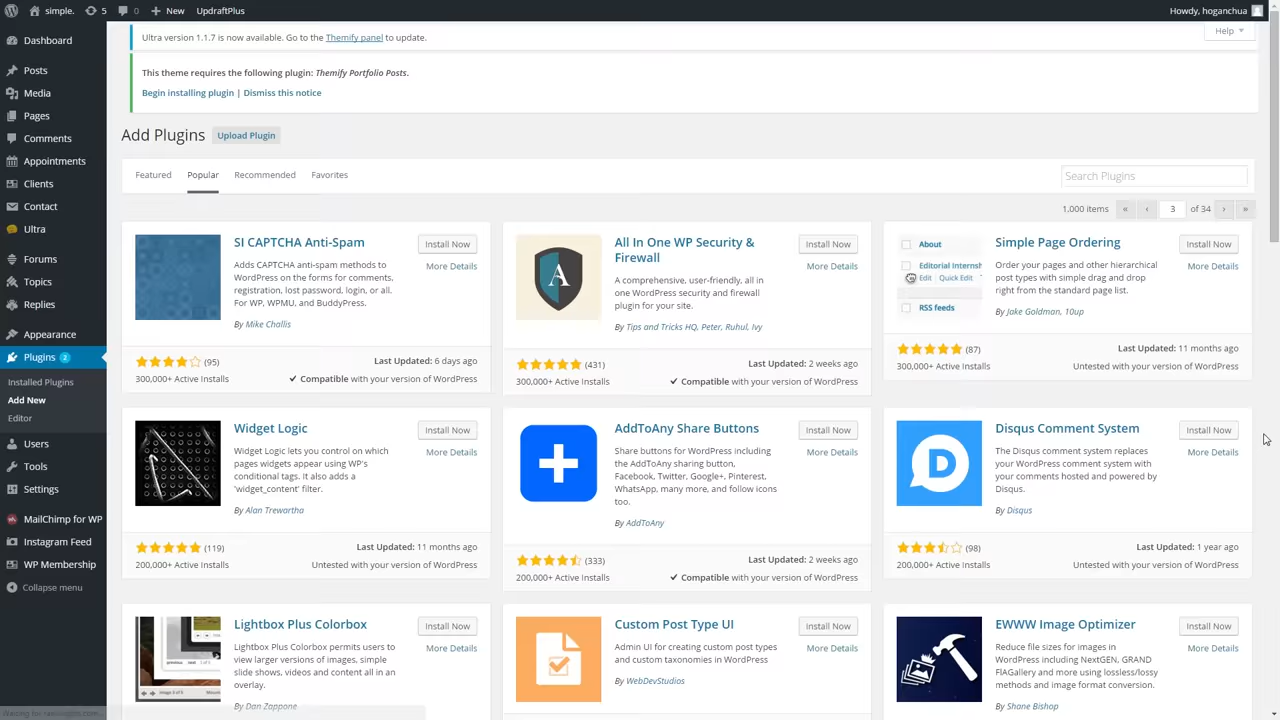 simple.
5
0
New
UpdraftPlus
Howdy, hoganchua
Dashboard
Posts
Media
Pages
Comments
Appointments
Clients
Contact
Ultra
Forums
Topics
Replies
Appearance
Plugins 2
Installed Plugins
Add New
Editor
Users
Tools
Settings
MailChimp for WP
Instagram Feed
WP Membership
Collapse menu
Help
Ultra version 1.1.7 is now available. Go to the Themify panel to update.
This theme requires the following plugin: Themify Portfolio Posts.
Begin installing plugin | Dismiss this notice
Add Plugins Upload Plugin
Featured Popular Recommended Favorites
Search Plugins
1,000 items « ‹ 3 of 34 › »
SI CAPTCHA Anti-Spam
Install Now
More Details
Adds CAPTCHA anti-spam methods to
WordPress on the forms for comments,
registration, lost password, login, or all.
For WP, WPMU, and BuddyPress.
By Mike Challis
(95)
Last Updated: 6 days ago
300,000+ Active Installs
Compatible with your version of WordPress
All In One WP Security &
Firewall
Install Now
More Details
A comprehensive, user-friendly, all in
one WordPress security and firewall
plugin for your site.
By Tips and Tricks HQ, Peter, Ruhul, Ivy
(431)
Last Updated: 2 weeks ago
300,000+ Active Installs
Compatible with your version of WordPress
About
Editorial Internsh
Edit | Quick Edit
RSS feeds
Simple Page Ordering
Install Now
More Details
Order your pages and other hierarchical
post types with simple drag and drop
right from the standard page list.
By Jake Goldman, 10up
(87)
Last Updated: 11 months ago
300,000+ Active Installs
Untested with your version of WordPress
Widget Logic
Install Now
More Details
Widget Logic lets you control on which
pages widgets appear using WP's
conditional tags. It also adds a
'widget_content' filter.
By Alan Trewartha
(119)
Last Updated: 11 months ago
200,000+ Active Installs
Untested with your version of WordPress
AddToAny Share Buttons
Install Now
More Details
Share buttons for WordPress including
the AddToAny sharing button,
Facebook, Twitter, Google+, Pinterest,
WhatsApp, many more, and follow icons
too.
By AddToAny
(333)
Last Updated: 2 weeks ago
200,000+ Active Installs
Compatible with your version of WordPress
Disqus Comment System
Install Now
More Details
The Disqus comment system replaces
your WordPress comment system with
your comments hosted and powered by
Disqus.
By Disqus
(98)
Last Updated: 1 year ago
200,000+ Active Installs
Untested with your version of WordPress
Lightbox Plus Colorbox
Install Now
More Details
Lightbox Plus Colorbox permits users to
view larger versions of images, simple
slide shows, videos and content all in an
overlay.
By Dan Zappone
Custom Post Type UI
Install Now
More Details
Admin UI for creating custom post types
and custom taxonomies in WordPress
By WebDevStudios
EWWW Image Optimizer
Install Now
More Details
Reduce file sizes for images in
WordPress including NextGEN, GRAND
FlAGallery and more using lossless/lossy
methods and image format conversion.
By Shane Bishop